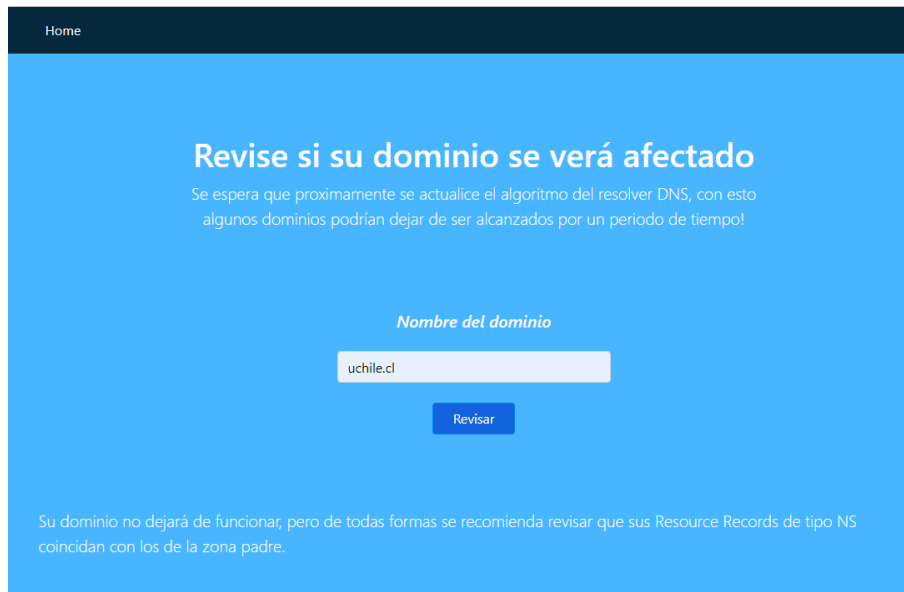 Home
Revise si su dominio se verá afectado
Se espera que proximamente se actualice el algoritmo del resolver DNS, con esto
algunos dominios podrían dejar de ser alcanzados por un periodo de tiempo!
Nombre del dominio
uchile.cl
Revisar
Su dominio no dejará de funcionar, pero de todas formas se recomienda revisar que sus Resource Records de tipo NS
coincidan con los de la zona padre.